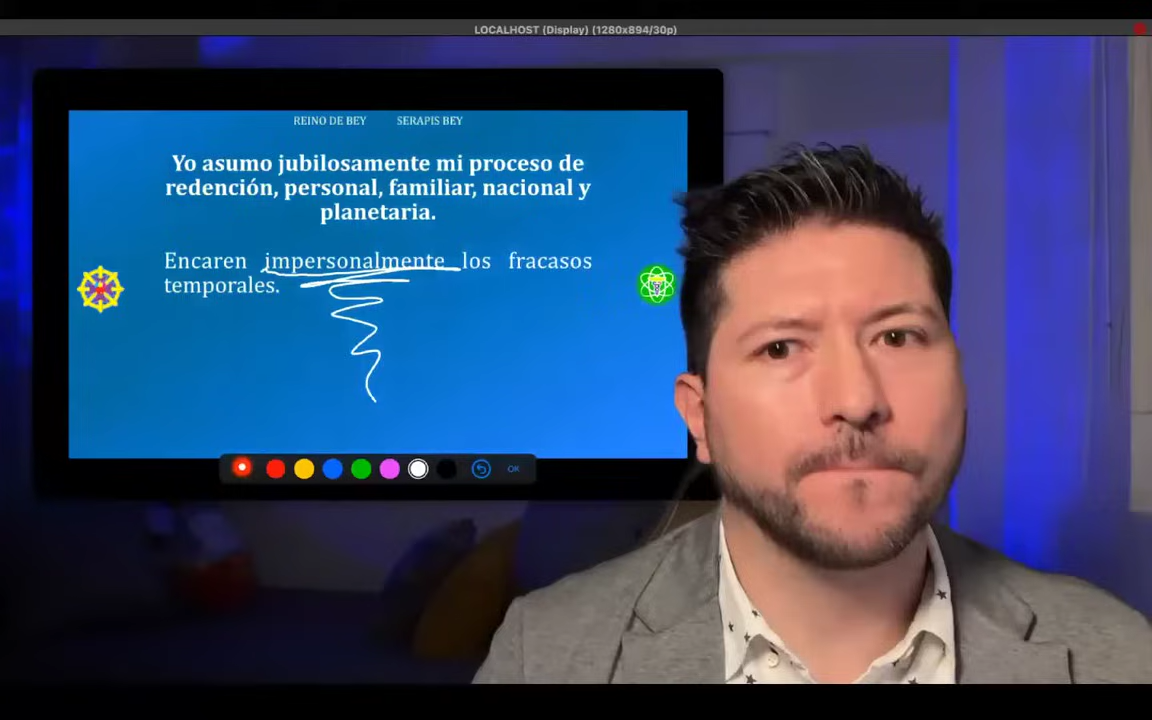 LOCALHOST (Display) (1280x894/30p)
REINO DE BEY SERAPIS BEY
Yo asumo jubilosamente mi proceso de
redención, personal, familiar, nacional y
planetaria.
Encaren impersonalmente los fracasos
temporales.
OK